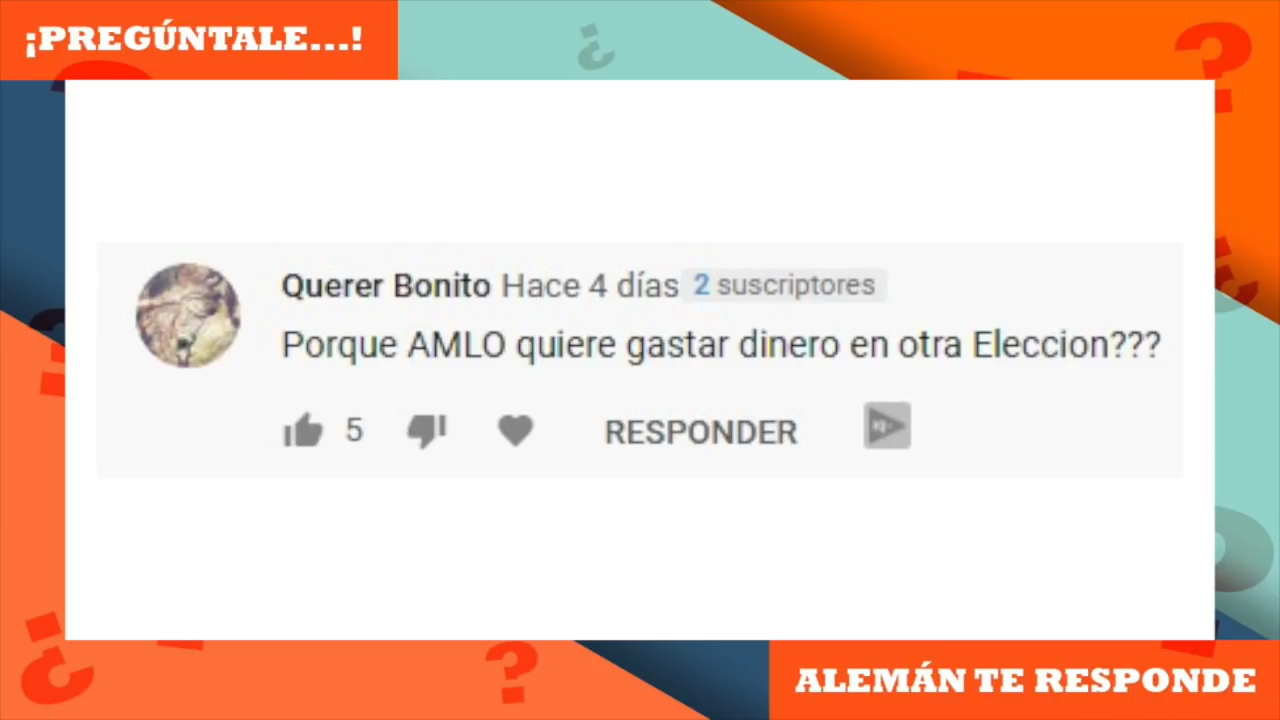 ¡PREGÚNTALE...!
Querer Bonito Hace 4 días 2 suscriptores
Porque AMLO quiere gastar dinero en otra Eleccion???
5 RESPONDER
ALEMÁN TE RESPONDE